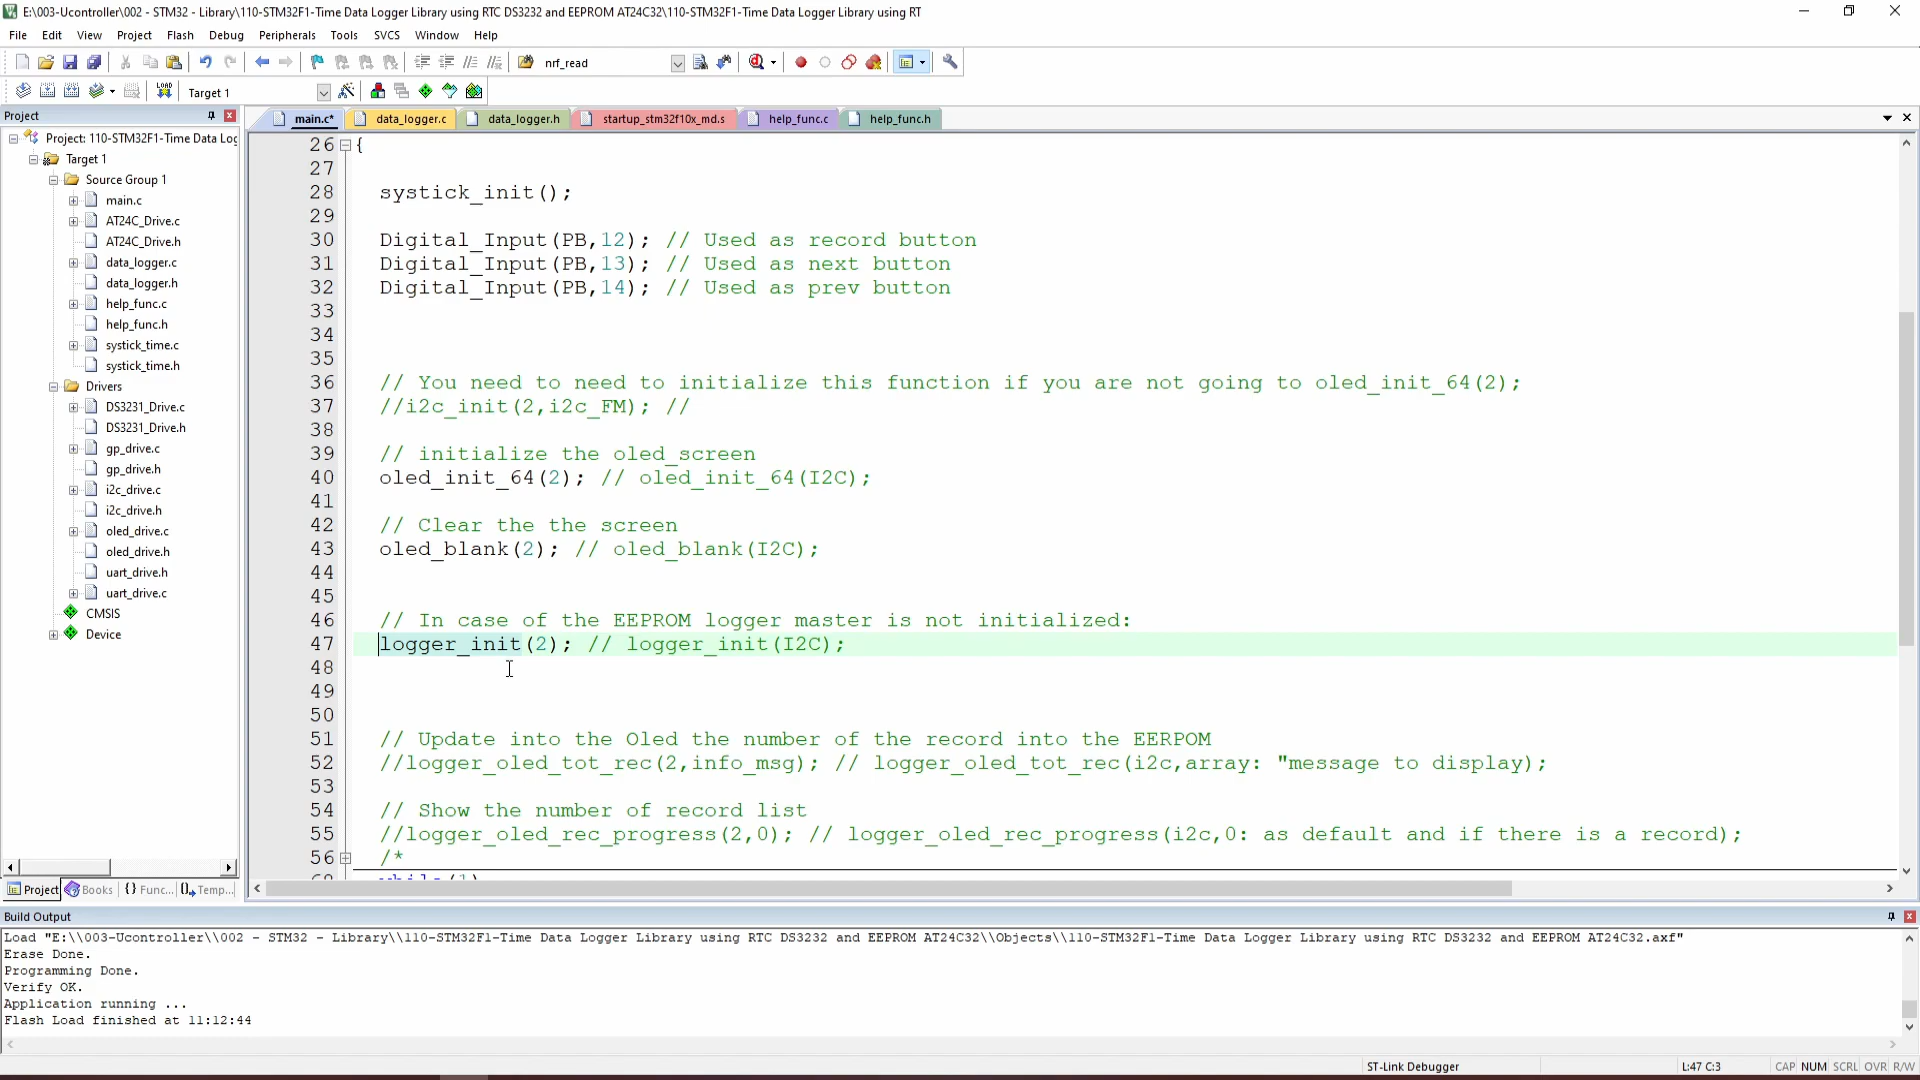 E:\003-Ucontroller\002 - STM32 - Library\110-STM32F1-Time Data Logger Library using RTC DS3232 and EEPROM AT24C32\110-STM32F1-Time Data Logger Library using RT
File Edit View Project Flash Debug Peripherals Tools SVCS Window Help
nrf_read
LOAD Target 1
Project
main.c* data_logger.c data_logger.h startup_stm32f10x_md.s help_func.c help_func.h
Project: 110-STM32F1-Time Data Log
Target 1
Source Group 1
main.c
AT24C_Drive.c
AT24C_Drive.h
data_logger.c
data_logger.h
help_func.c
help_func.h
systick_time.c
systick_time.h
Drivers
DS3231_Drive.c
DS3231_Drive.h
gp_drive.c
gp_drive.h
i2c_drive.c
i2c_drive.h
oled_drive.c
oled_drive.h
uart_drive.h
uart_drive.c
CMSIS
Device
Project Books {} Func... Temp...
26 {
27
28 systick_init();
29
30 Digital_Input(PB,12); // Used as record button
31 Digital_Input(PB,13); // Used as next button
32 Digital_Input(PB,14); // Used as prev button
33
34
35
36 // You need to need to initialize this function if you are not going to oled_init_64(2);
37 //i2c_init(2,i2c_FM); //
38
39 // initialize the oled_screen
40 oled_init_64(2); // oled_init_64(I2C);
41
42 // Clear the the screen
43 oled_blank(2); // oled_blank(I2C);
44
45
46 // In case of the EEPROM logger master is not initialized:
47 logger_init(2); // logger_init(I2C);
48
49
50
51 // Update into the Oled the number of the record into the EERPOM
52 //logger_oled_tot_rec(2,info_msg); // logger_oled_tot_rec(i2c,array: "message to display);
53
54 // Show the number of record list
55 //logger_oled_rec_progress(2,0); // logger_oled_rec_progress(i2c,0: as default and if there is a record);
56 /*
while(1)
Build Output
Load "E:\\003-Ucontroller\\002 - STM32 - Library\\110-STM32F1-Time Data Logger Library using RTC DS3232 and EEPROM AT24C32\\Objects\\110-STM32F1-Time Data Logger Library using RTC DS3232 and EEPROM AT24C32.axf"
Erase Done.
Programming Done.
Verify OK.
Application running ...
Flash Load finished at 11:12:44
ST-Link Debugger L:47 C:3 CAP NUM SCRL OVR R/W